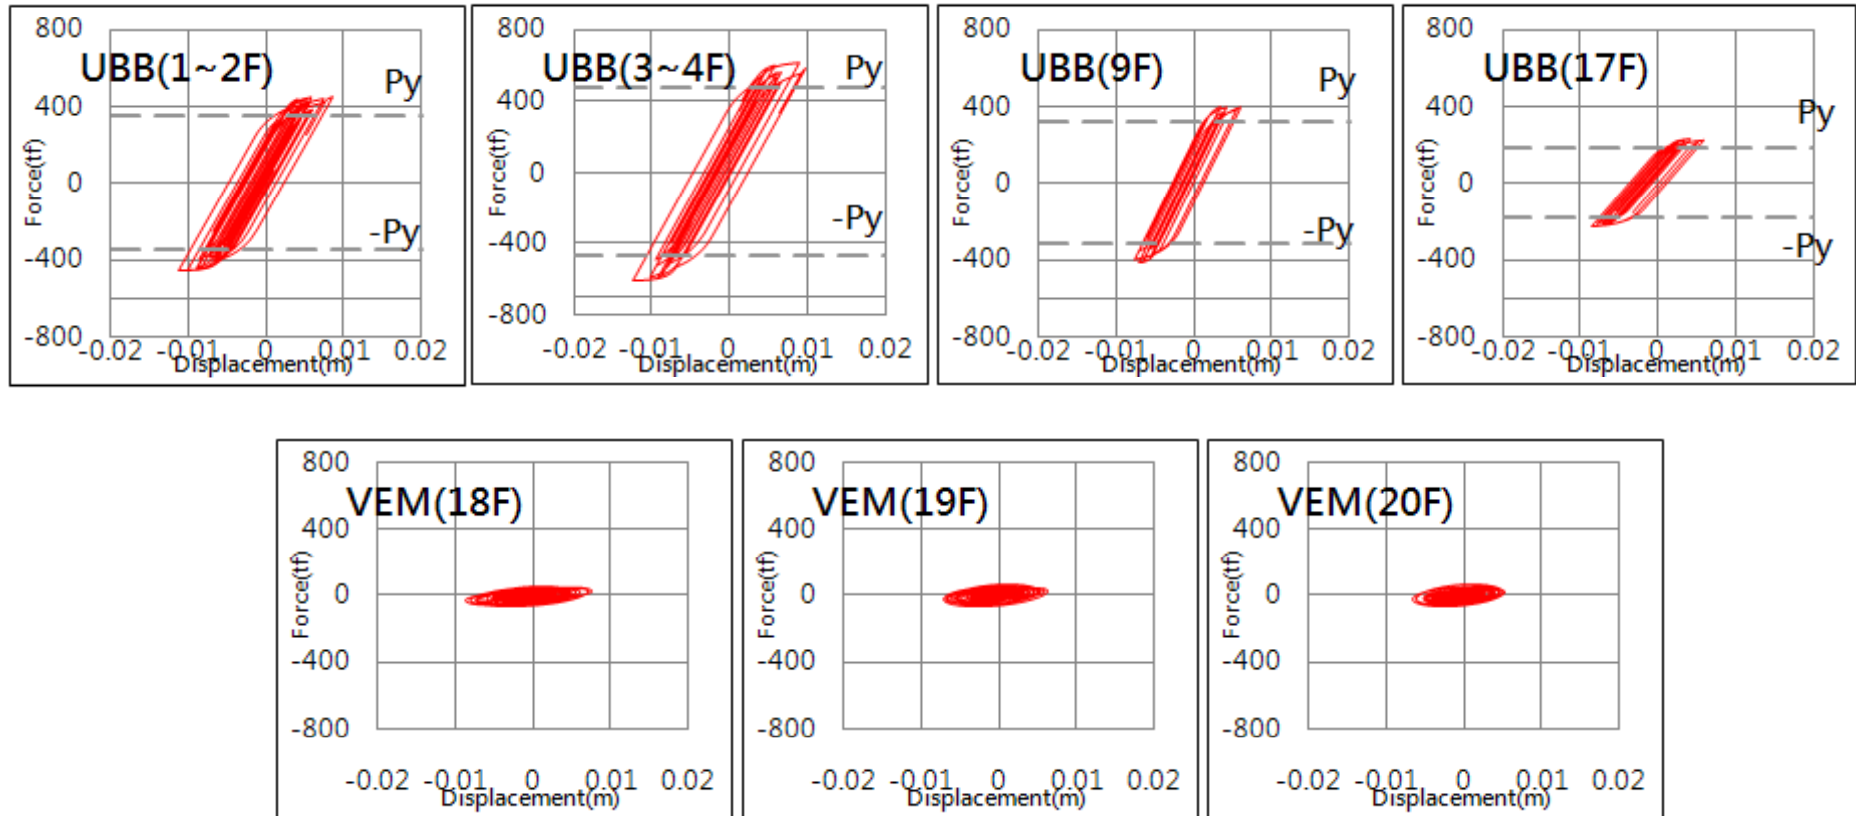 800
UBB(1~2F)
Py
400
Force(tf)
0
-Py
-400
-800
-0.02 -0.01 0 0.01 0.02
Displacement(m)
800
UBB(3~4F)
Py
400
Force(tf)
0
-Py
-400
-800
-0.02 -0.01 0 0.01 0.02
Displacement(m)
800
UBB(9F)
Py
400
Force(tf)
0
-Py
-400
-800
-0.02 -0.01 0 0.01 0.02
Displacement(m)
800
UBB(17F)
Py
400
Force(tf)
0
-Py
-400
-800
-0.02 -0.01 0 0.01 0.02
Displacement(m)
800
VEM(18F)
400
Force(tf)
0
-400
-800
-0.02 -0.01 0 0.01 0.02
Displacement(m)
800
VEM(19F)
400
Force(tf)
0
-400
-800
-0.02 -0.01 0 0.01 0.02
Displacement(m)
800
VEM(20F)
400
Force(tf)
0
-400
-800
-0.02 -0.01 0 0.01 0.02
Displacement(m)